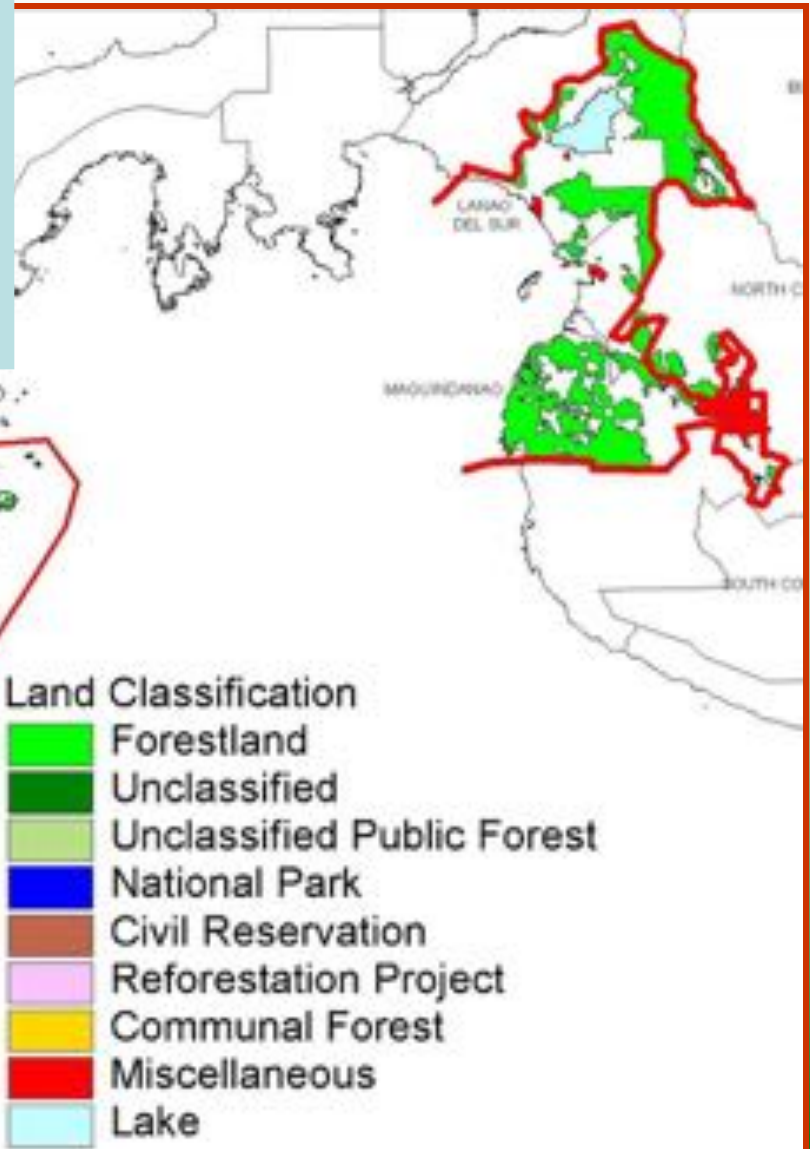 LANAO
DEL SUR
NORTH C
MAGUINDANAO
SOUTH CO
Land Classification
Forestland
Unclassified
Unclassified Public Forest
National Park
Civil Reservation
Reforestation Project
Communal Forest
Miscellaneous
Lake